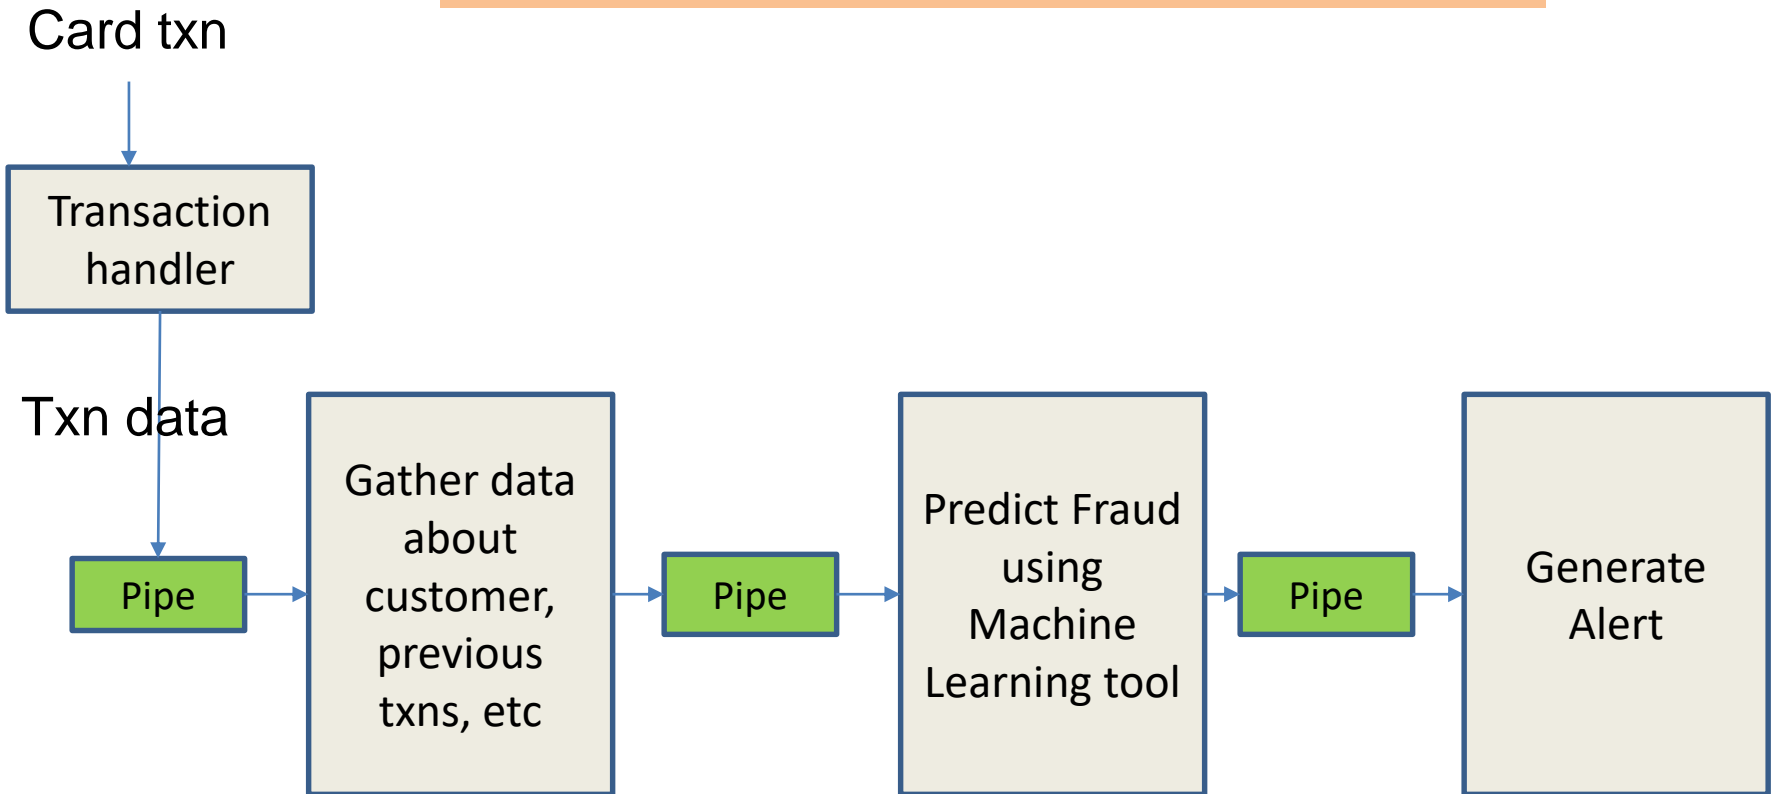 Card txn
Transaction
handler
Txn data
Pipe
Gather data
about
customer,
previous
txns, etc
Pipe
Predict Fraud
using
Machine
Learning tool
Pipe
Generate
Alert